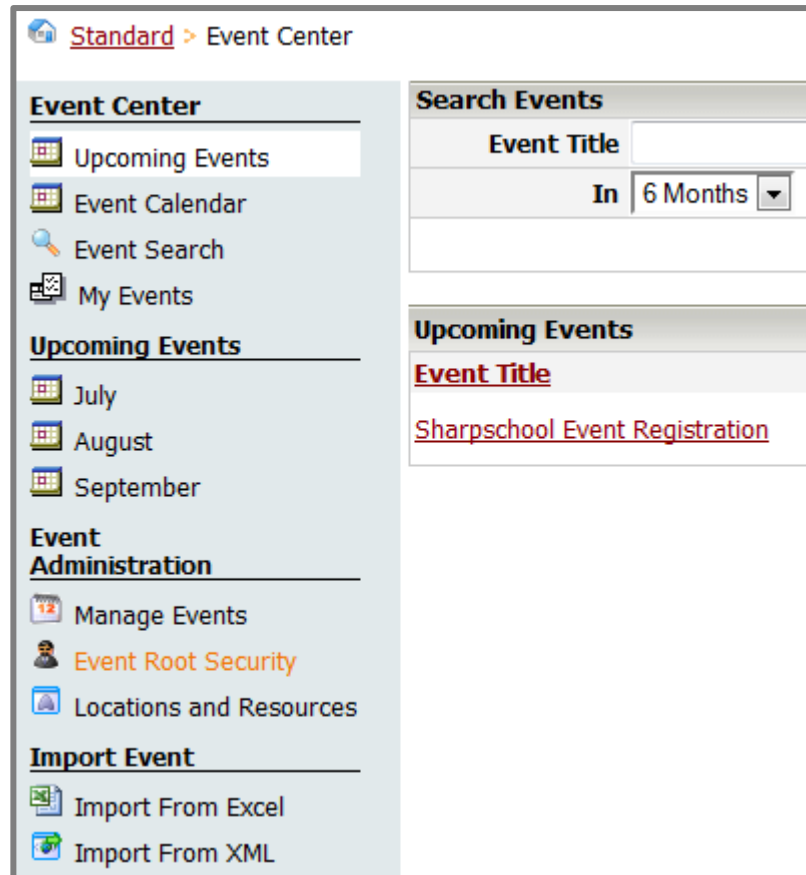 Standard > Event Center
Event Center
Upcoming Events
Event Calendar
Event Search
My Events
Upcoming Events
July
August
September
Event
Administration
Manage Events
Event Root Security
Locations and Resources
Import Event
Import From Excel
Import From XML
Search Events
Event Title
In 6 Months
Upcoming Events
Event Title
Sharpschool Event Registration